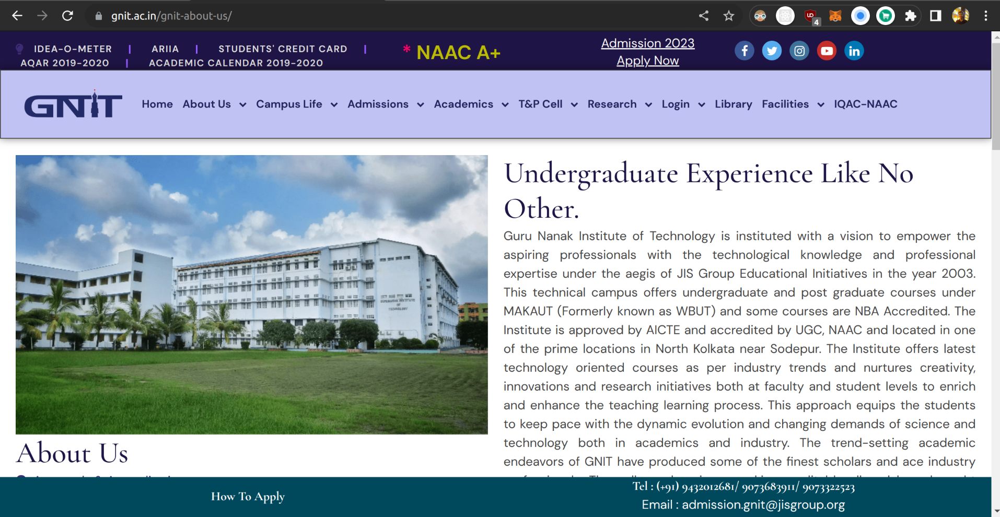 gnit.ac.in/gnit-about-us/
4
IDEA-O-METER | ARIIA | STUDENTS' CREDIT CARD |
AQAR 2019-2020 | ACADEMIC CALENDAR 2019-2020
* NAAC A+
Admission 2023
Apply Now
GNIT
Home About Us Campus Life Admissions Academics T&P Cell Research Login Library Facilities IQAC-NAAC
GURUNANAK INSTITUTE
OF
TECHNOLOGY
Undergraduate Experience Like No
Other.
Guru Nanak Institute of Technology is instituted with a vision to empower the
aspiring professionals with the technological knowledge and professional
expertise under the aegis of JIS Group Educational Initiatives in the year 2003.
This technical campus offers undergraduate and post graduate courses under
MAKAUT (Formerly known as WBUT) and some courses are NBA Accredited. The
Institute is approved by AICTE and accredited by UGC, NAAC and located in one
of the prime locations in North Kolkata near Sodepur. The Institute offers latest
technology oriented courses as per industry trends and nurtures creativity,
innovations and research initiatives both at faculty and student levels to enrich
and enhance the teaching learning process. This approach equips the students
to keep pace with the dynamic evolution and changing demands of science and
technology both in academics and industry. The trend-setting academic
endeavors of GNIT have produced some of the finest scholars and ace industry
About Us
How To Apply
Tel : (+91) 9432012681/ 9073683911/ 9073322523
Email : admission.gnit@jisgroup.org